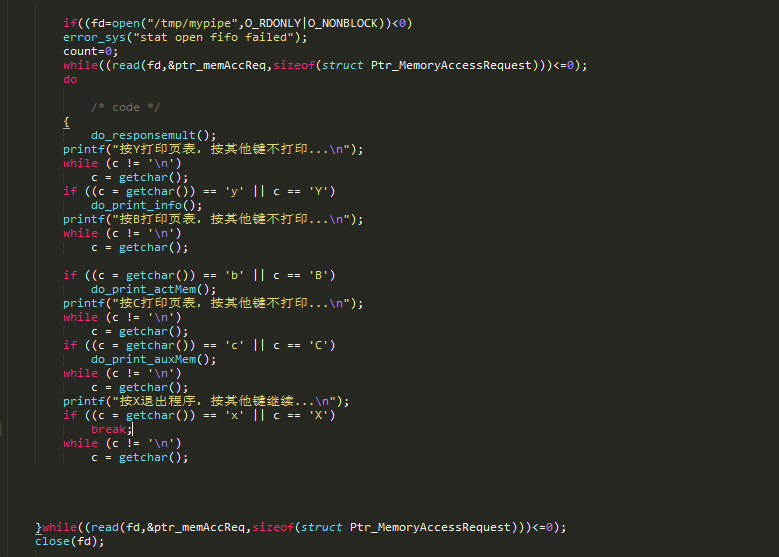 if((fd=open("/tmp/mypipe",O_RDONLY|O_NONBLOCK))<0)
error_sys("stat open fifo failed");
count=0;
while((read(fd,&ptr_memAccReq,sizeof(struct Ptr_MemoryAccessRequest)))<=0);
do
/* code */
{
do_responsemult();
printf("按Y打印页表，按其他键不打印...\n");
while (c != '\n')
c = getchar();
if ((c = getchar()) == 'y' || c == 'Y')
do_print_info();
printf("按B打印页表，按其他键不打印...\n");
while (c != '\n')
c = getchar();
if ((c = getchar()) == 'b' || c == 'B')
do_print_actMem();
printf("按C打印页表，按其他键不打印...\n");
while (c != '\n')
c = getchar();
if ((c = getchar()) == 'c' || c == 'C')
do_print_auxMem();
while (c != '\n')
c = getchar();
printf("按X退出程序，按其他键继续...\n");
if ((c = getchar()) == 'x' || c == 'X')
break;
while (c != '\n')
c = getchar();
}while((read(fd,&ptr_memAccReq,sizeof(struct Ptr_MemoryAccessRequest)))<=0);
close(fd);